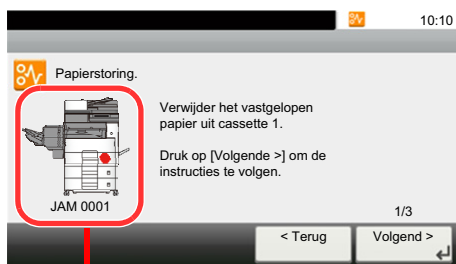 10:10
Papierstoring.
Verwijder het vastgelopen
papier uit cassette 1.
Druk op [Volgende >] om de
instructies te volgen.
JAM 0001
1/3
< Terug
Volgend >